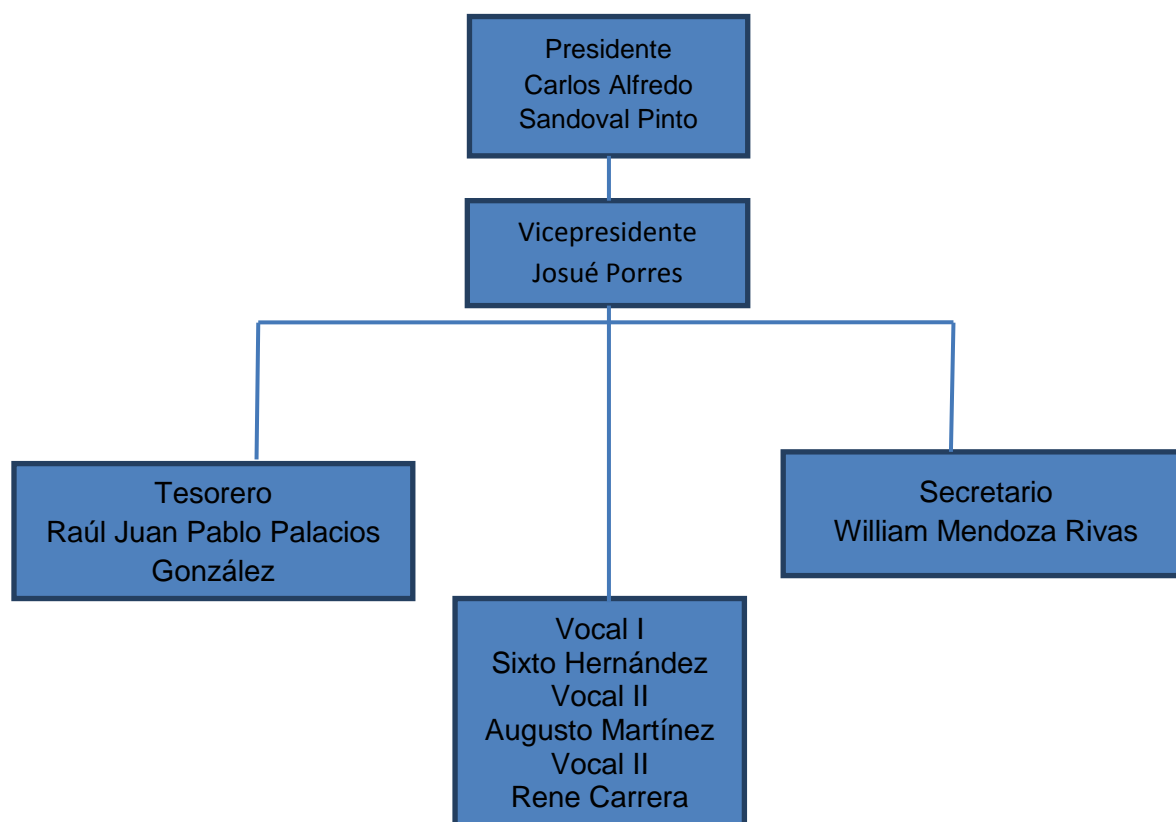 Presidente
Carlos Alfredo
Sandoval Pinto
Vicepresidente
Josué Porres
Tesorero
Raúl Juan Pablo Palacios
González
Secretario
William Mendoza Rivas
Vocal I
Sixto Hernández
Vocal II
Augusto Martínez
Vocal II
Rene Carrera